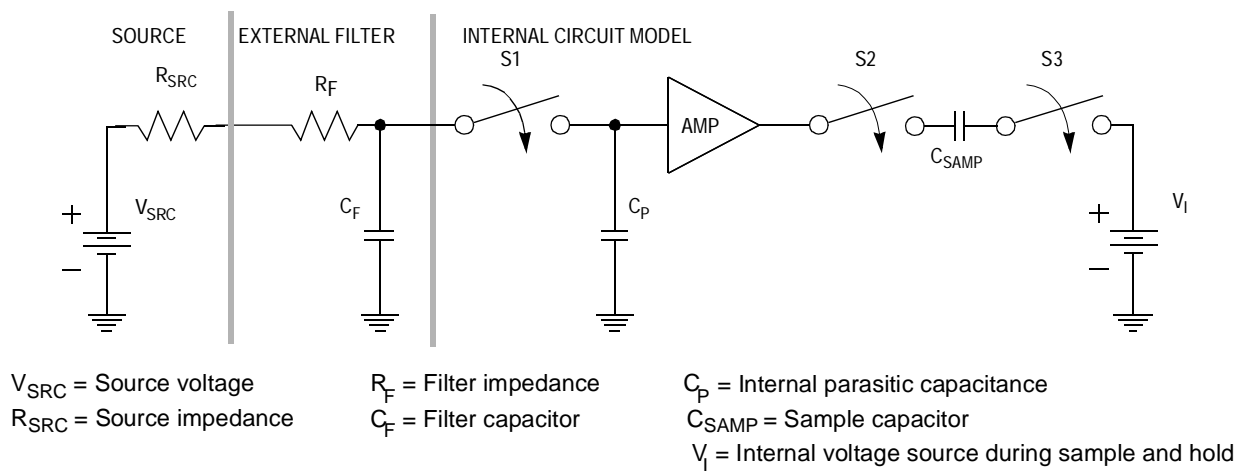 SOURCE
EXTERNAL FILTER
INTERNAL CIRCUIT MODEL
S1
S2
S3
RSRC
RF
AMP
CSAMP
+
VSRC
−
CF
CP
+
VI
−
VSRC = Source voltage
RSRC = Source impedance
RF = Filter impedance
CF = Filter capacitor
CP = Internal parasitic capacitance
CSAMP = Sample capacitor
VI = Internal voltage source during sample and hold